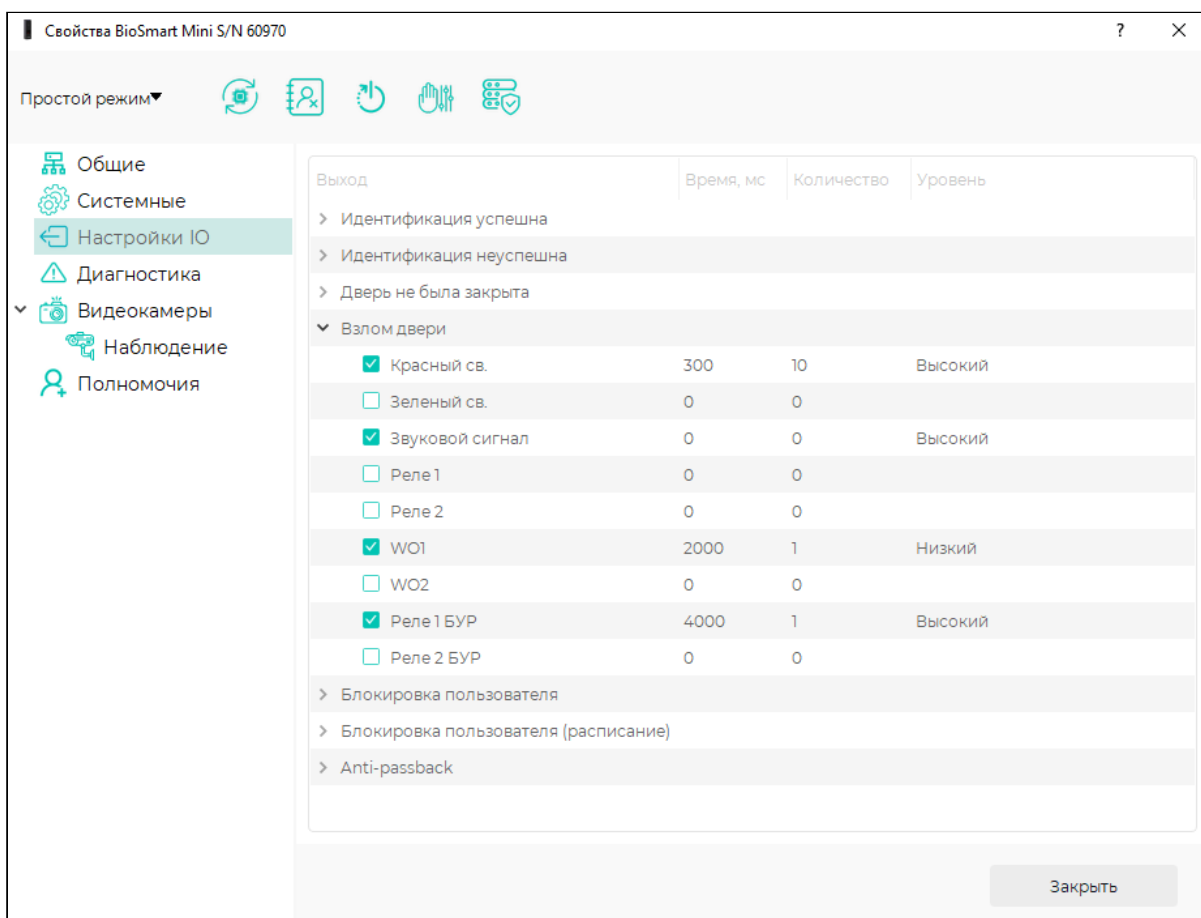 Свойства BioSmart Mini S/N 60970 ? ×
Простой режим
Общие
Системные
Настройки IO
Диагностика
Видеокамеры
Наблюдение
Полномочия
Выход Время, мс Количество Уровень
Идентификация успешна
Идентификация неуспешна
Дверь не была закрыта
Взлом двери
Красный св. 300 10 Высокий
Зеленый св. 0 0
Звуковой сигнал 0 0 Высокий
Реле 1 0 0
Реле 2 0 0
WO1 2000 1 Низкий
WO2 0 0
Реле 1 БУР 4000 1 Высокий
Реле 2 БУР 0 0
Блокировка пользователя
Блокировка пользователя (расписание)
Anti-passback
Закрыть